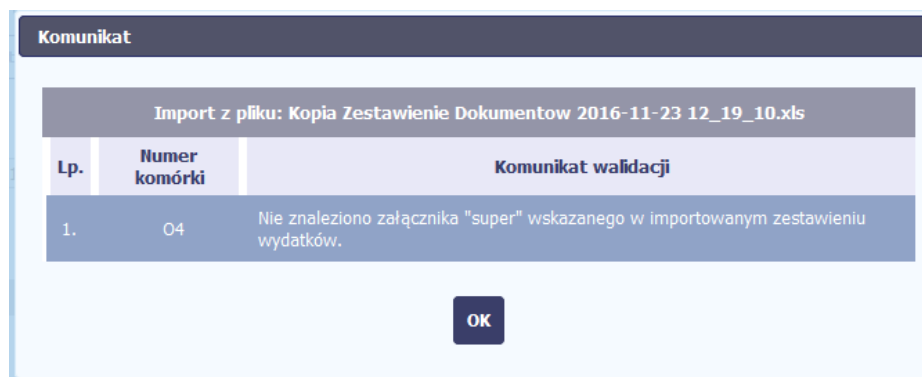 Komunikat
Import z pliku: Kopia Zestawienie Dokumentow 2016-11-23 12_19_10.xls
Lp.
Numer
komórki
Komunikat walidacji
1.
O4
Nie znaleziono załącznika "super" wskazanego w importowanym zestawieniu
wydatków.
OK